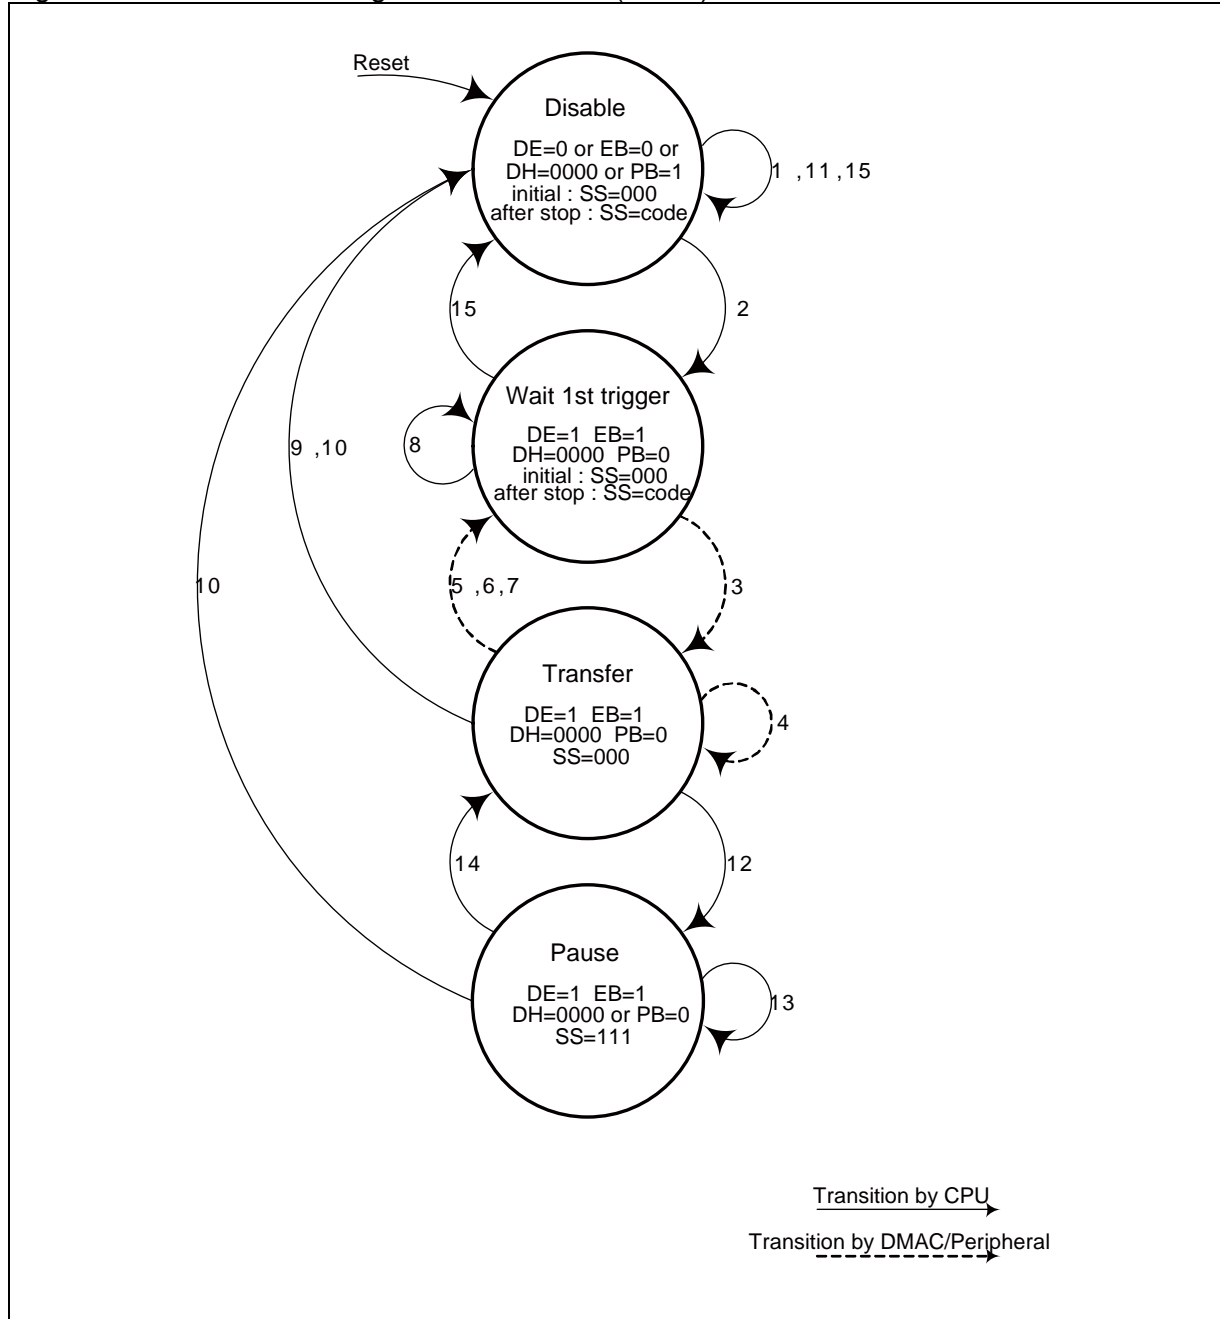 Reset
Disable
DE=0 or EB=0 or
DH=0000 or PB=1
initial : SS=000
after stop : SS=code
1 ,11 ,15
15
2
Wait 1st trigger
DE=1 EB=1
DH=0000 PB=0
initial : SS=000
after stop : SS=code
8
9 ,10
10
5 ,6,7
3
Transfer
DE=1 EB=1
DH=0000 PB=0
SS=000
4
14
12
Pause
DE=1 EB=1
DH=0000 or PB=0
SS=111
13
Transition by CPU
Transition by DMAC/Peripheral